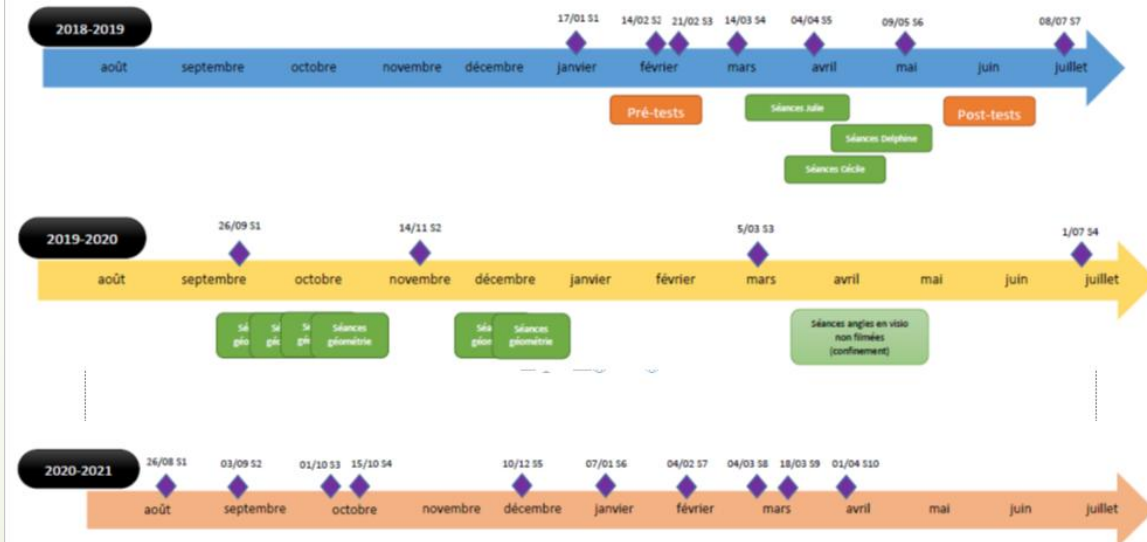 2018-2019
17/01 S1 14/02 S2 21/02 S3 14/03 S4 04/04 S5 09/05 S6 08/07 S7
août septembre octobre novembre décembre janvier février mars avril mai juin juillet
Pré-tests Séances Julie Post-tests
Séances Delphine
Séances Cécile
2019-2020
26/09 S1 14/11 S2 5/03 S3 1/07 S4
août septembre octobre novembre décembre janvier février mars avril mai juin juillet
Séances Séances Séances angles en visio
géométrie géométrie non filmées
(confinement)
2020-2021
26/08 S1 03/09 S2 01/10 S3 15/10 S4 10/12 S5 07/01 S6 04/02 S7 04/03 S8 18/03 S9 01/04 S10
août septembre octobre novembre décembre janvier février mars avril mai juin juillet